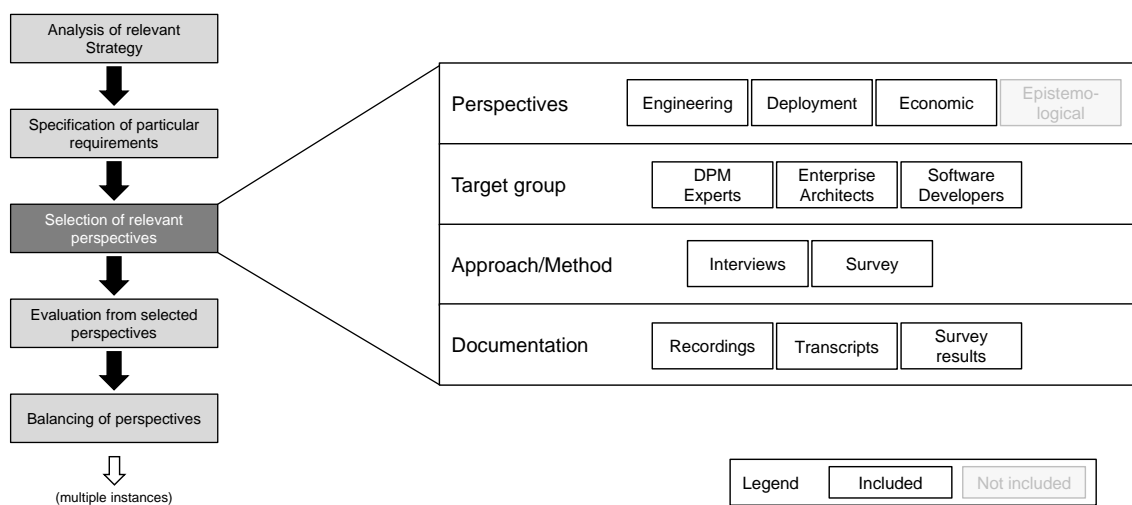 Analysis of relevant
Strategy
Specification of particular
requirements
Selection of relevant
perspectives
Evaluation from selected
perspectives
Balancing of perspectives
(multiple instances)
Perspectives
Engineering
Deployment
Economic
Epistemo-
logical
Target group
DPM
Experts
Enterprise
Architects
Software
Developers
Approach/Method
Interviews
Survey
Documentation
Recordings
Transcripts
Survey
results
Legend
Included
Not included